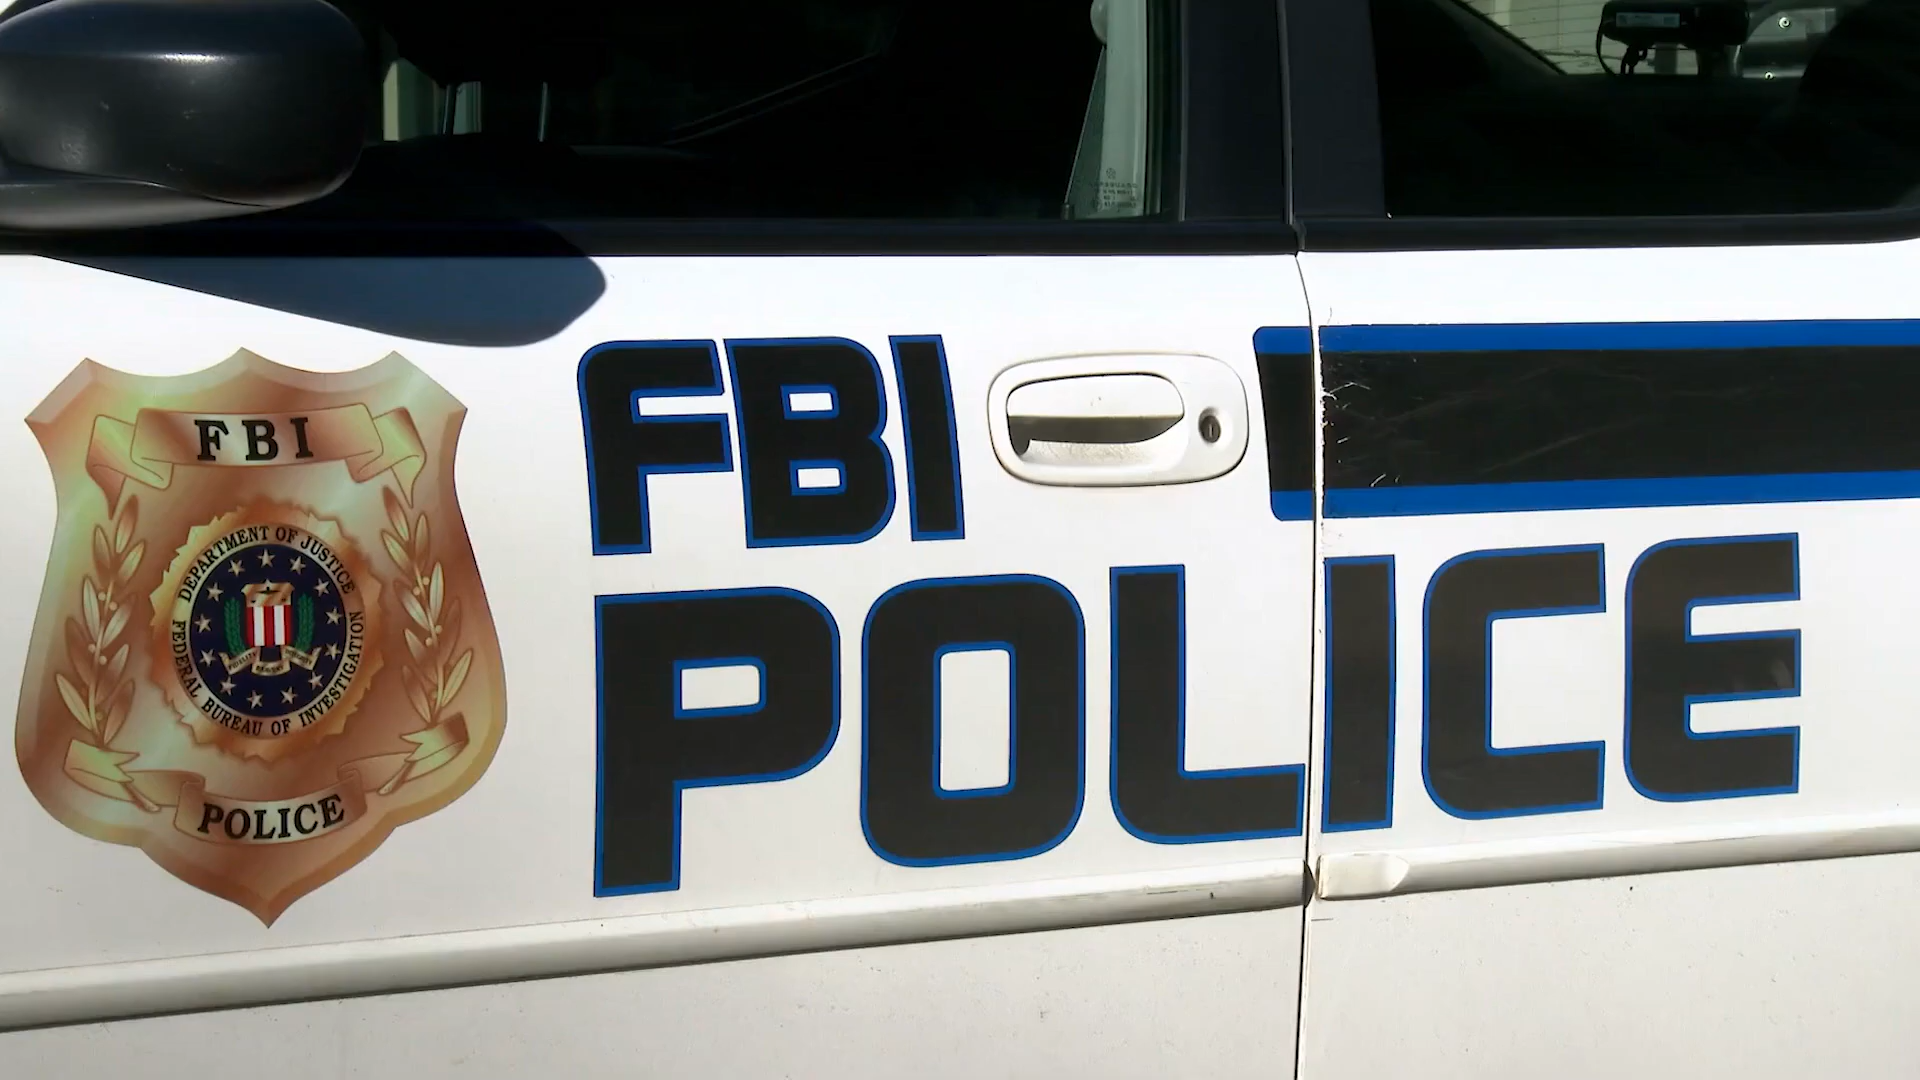 FBI
DEPARTMENT OF JUSTICE
FEDERAL BUREAU OF INVESTIGATION
POLICE
FBI
POLICE